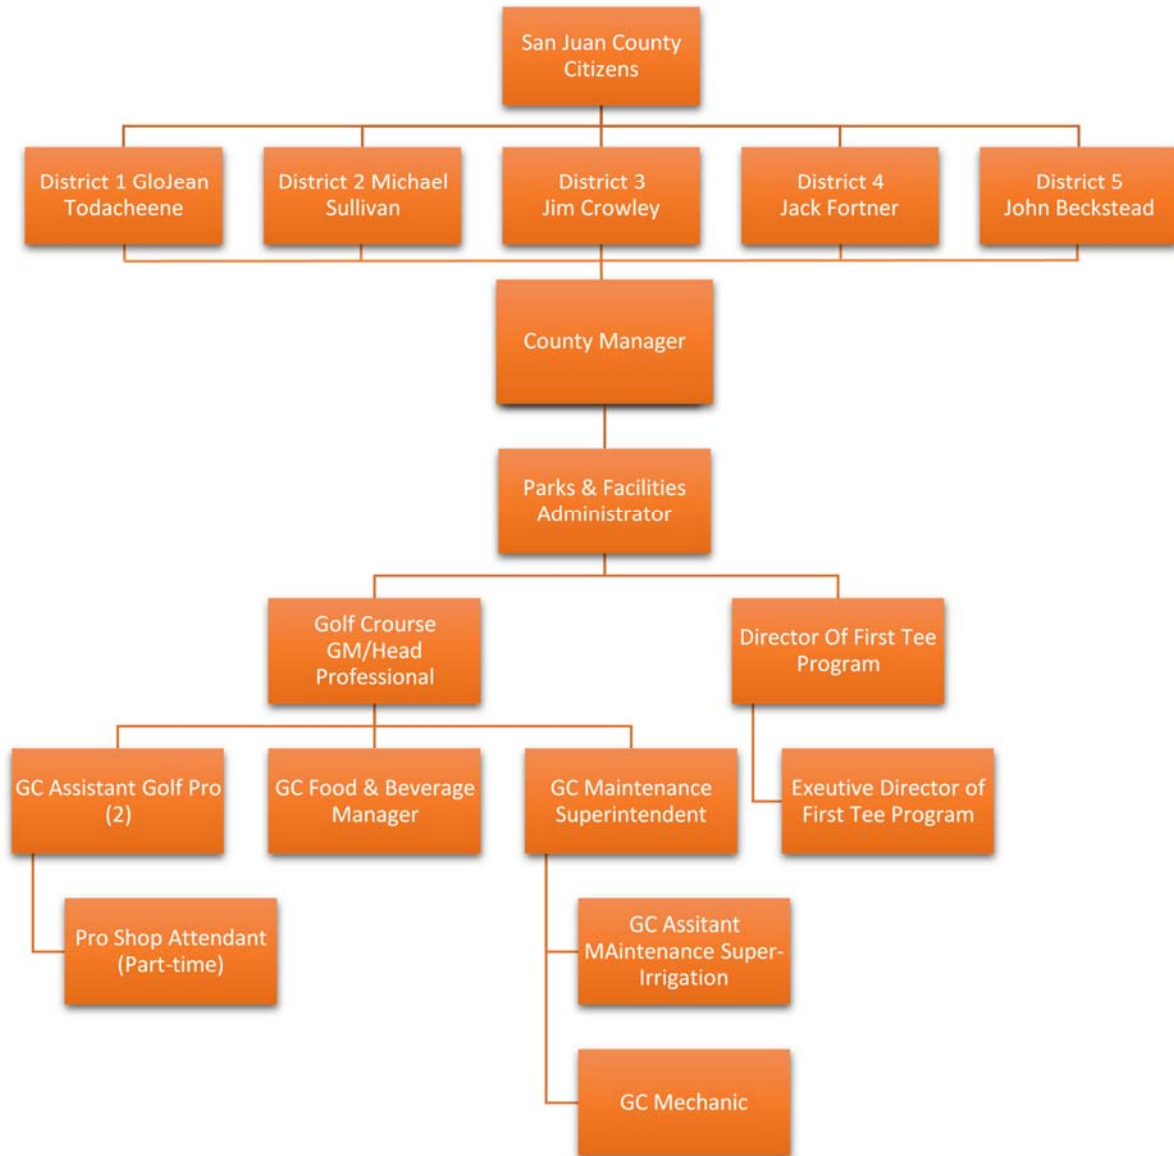 San Juan County
Citizens
District 1 GloJean
Todacheene
District 2 Michael
Sullivan
District 3
Jim Crowley
District 4
Jack Fortner
District 5
John Beckstead
County Manager
Parks & Facilities
Administrator
Golf Crourse
GM/Head
Professional
Director Of First Tee
Program
GC Assistant Golf Pro
(2)
GC Food & Beverage
Manager
GC Maintenance
Superintendent
Exeutive Director of
First Tee Program
Pro Shop Attendant
(Part-time)
GC Assitant
MAintenance Super-
Irrigation
GC Mechanic